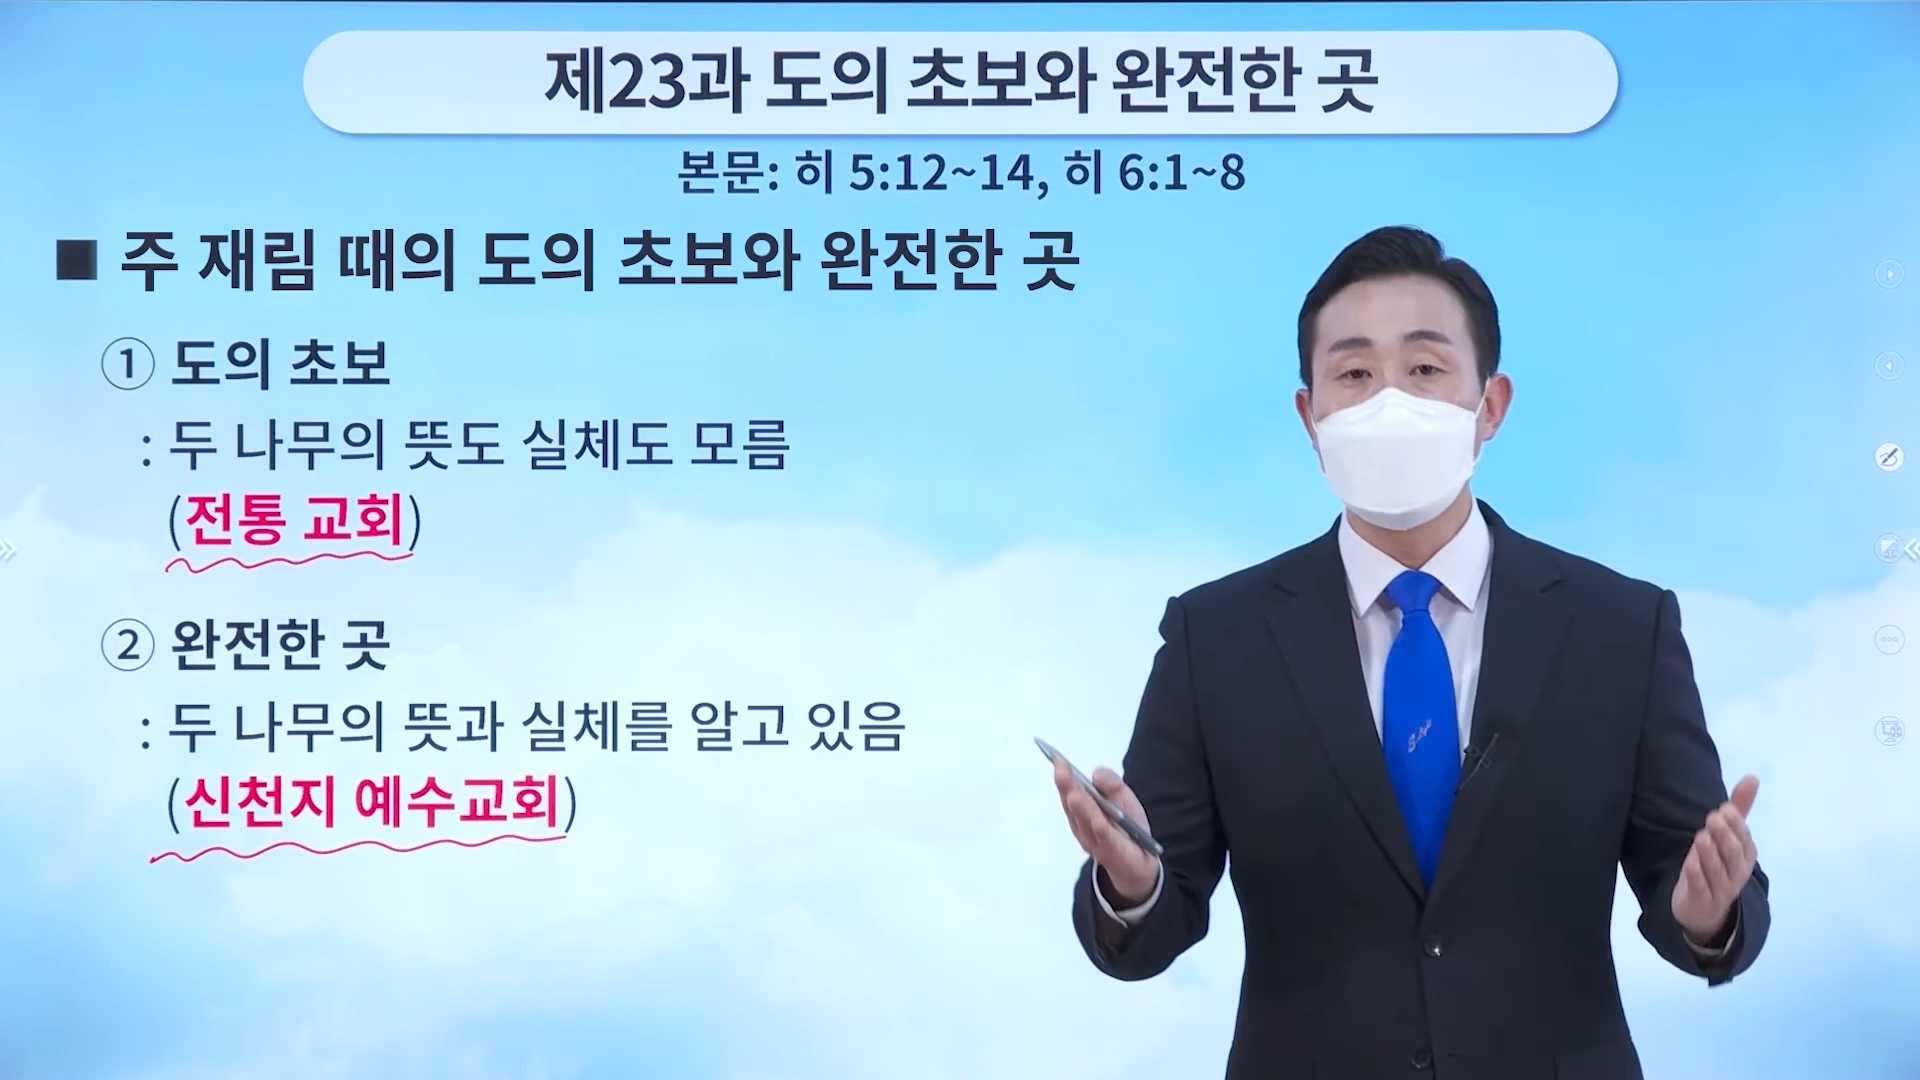 제23과 도의 초보와 완전한 곳
본문: 히 5:12~14, 히 6:1~8
■ 주 재림 때의 도의 초보와 완전한 곳
① 도의 초보
: 두 나무의 뜻도 실체도 모름
(전통 교회)
② 완전한 곳
: 두 나무의 뜻과 실체를 알고 있음
(신천지 예수교회)